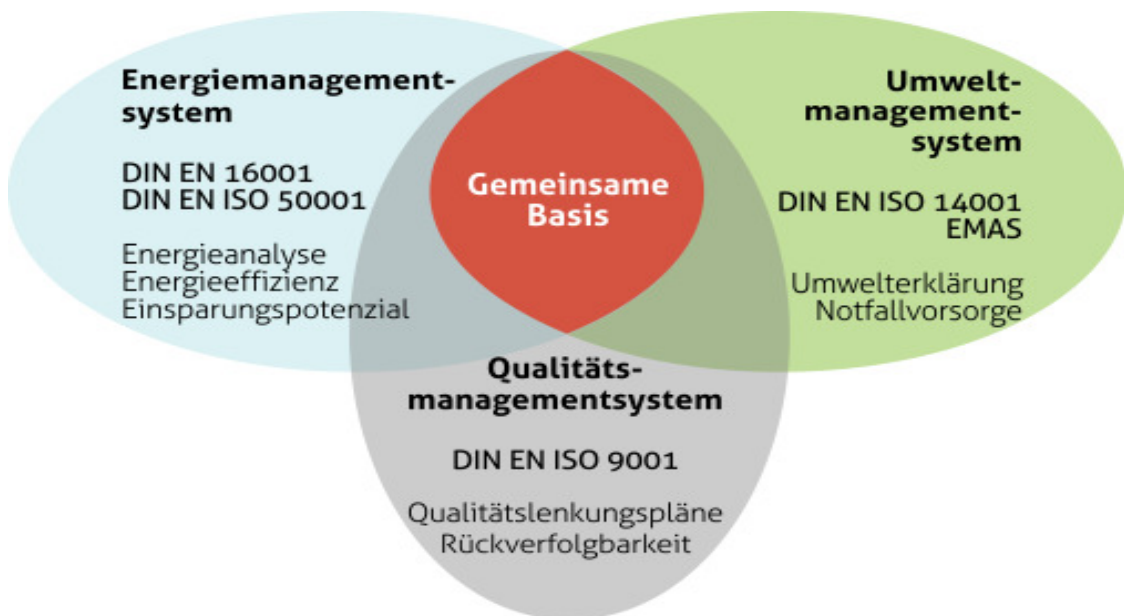 Energiemanagement-
system
DIN EN 16001
DIN EN ISO 50001
Energieanalyse
Energieeffizienz
Einsparungspotenzial
Gemeinsame
Basis
Umwelt-
management-
system
DIN EN ISO 14001
EMAS
Umwelterklärung
Notfallvorsorge
Qualitäts-
managementsystem
DIN EN ISO 9001
Qualitätslenkungspläne
Rückverfolgbarkeit